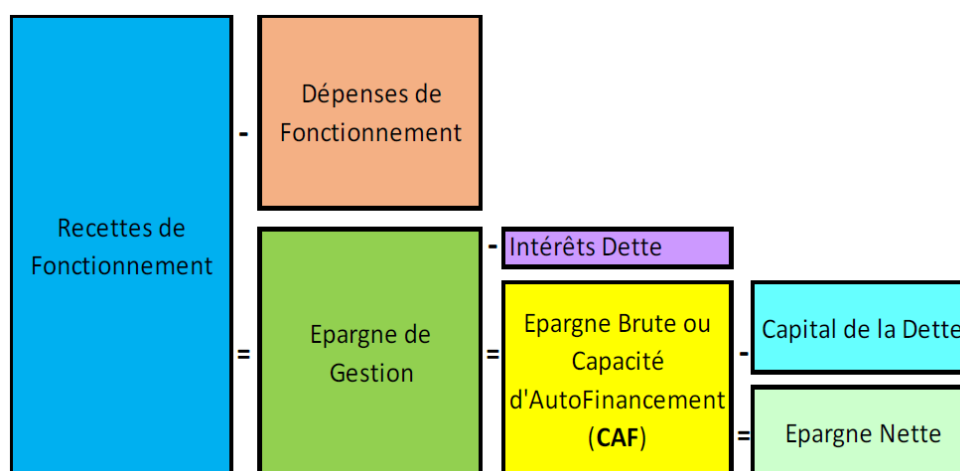 Recettes de
Fonctionnement
-
Dépenses de
Fonctionnement
=
Epargne de
Gestion
-
Intérêts Dette
=
Epargne Brute ou
Capacité
d'AutoFinancement
(CAF)
-
Capital de la Dette
=
Epargne Nette